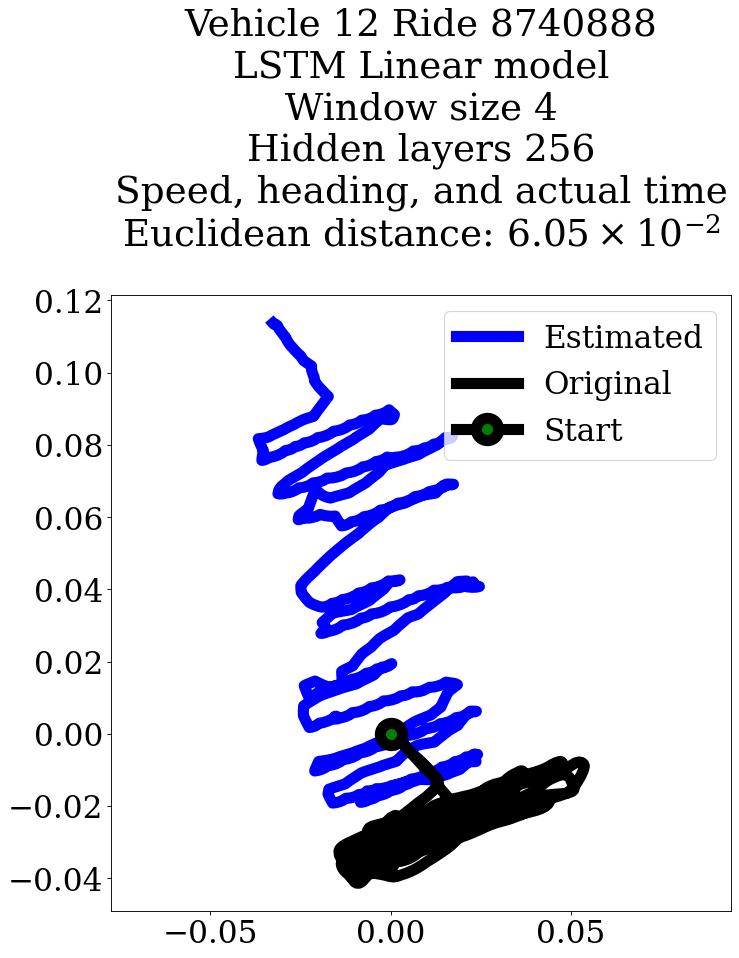 Vehicle 12 Ride 8740888
LSTM Linear model
Window size 4
Hidden layers 256
Speed, heading, and actual time
Euclidean distance: 6.05 × 10⁻²
Estimated
Original
Start
0.12
0.10
0.08
0.06
0.04
0.02
0.00
−0.02
−0.04
−0.05 0.00 0.05